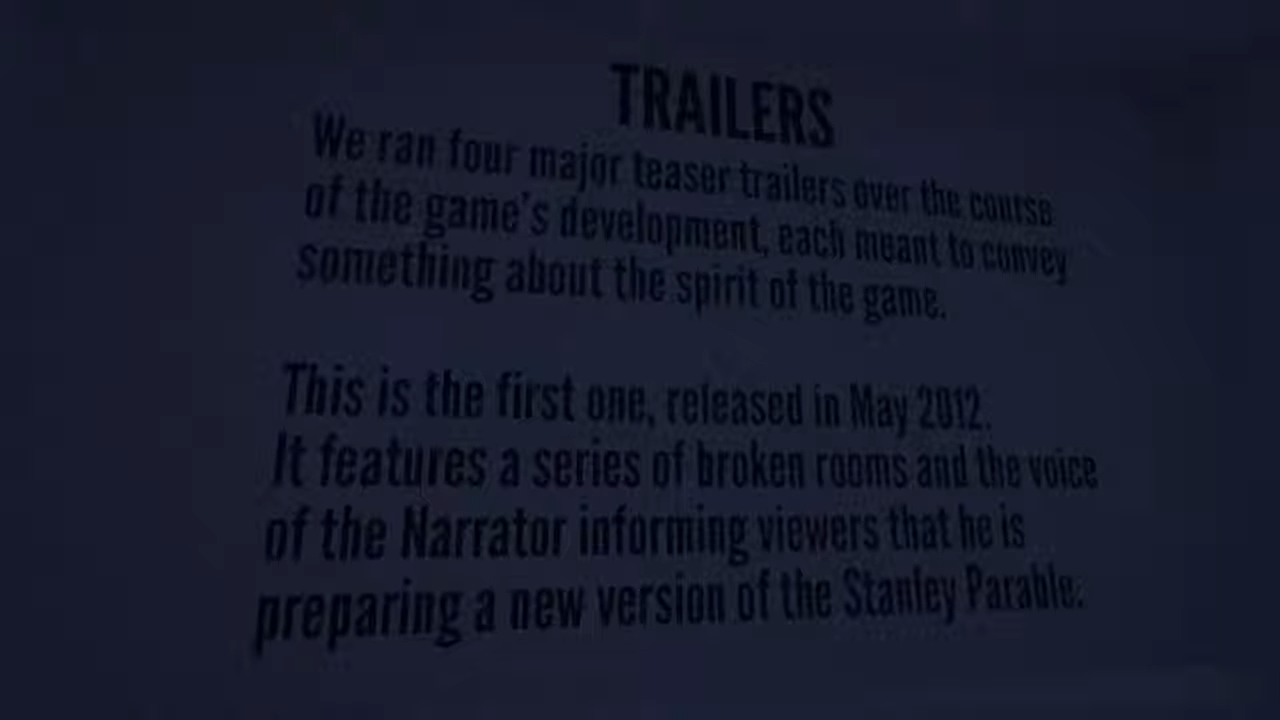 TRAILERS
We ran four major teaser trailers over the course
of the game's development, each meant to convey
something about the spirit of the game.
This is the first one, released in May 2012.
It features a series of broken rooms and the voice
of the Narrator informing viewers that he is
preparing a new version of the Stanley Parable.